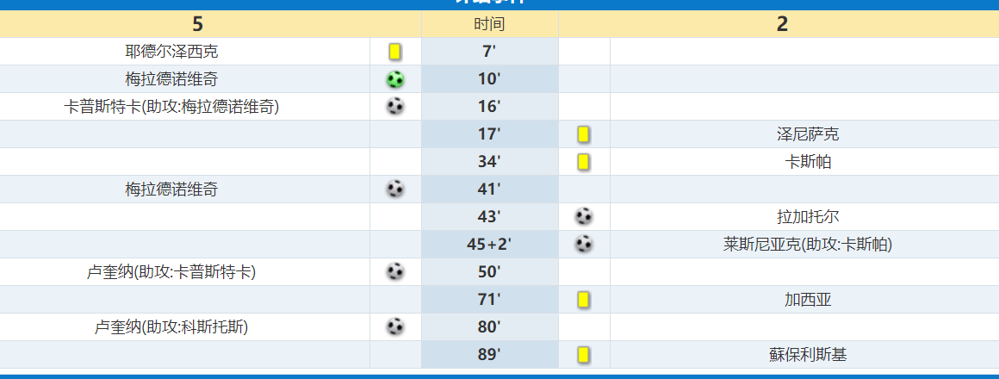 5 时间 2
耶德尔泽西克 7'
梅拉德诺维奇 10'
卡普斯特卡(助攻:梅拉德诺维奇) 16'
17' 泽尼萨克
34' 卡斯帕
梅拉德诺维奇 41'
43' 拉加托尔
45+2' 莱斯尼亚克(助攻:卡斯帕)
卢奎纳(助攻:卡普斯特卡) 50'
71' 加西亚
卢奎纳(助攻:科斯托斯) 80'
89' 蘇保利斯基